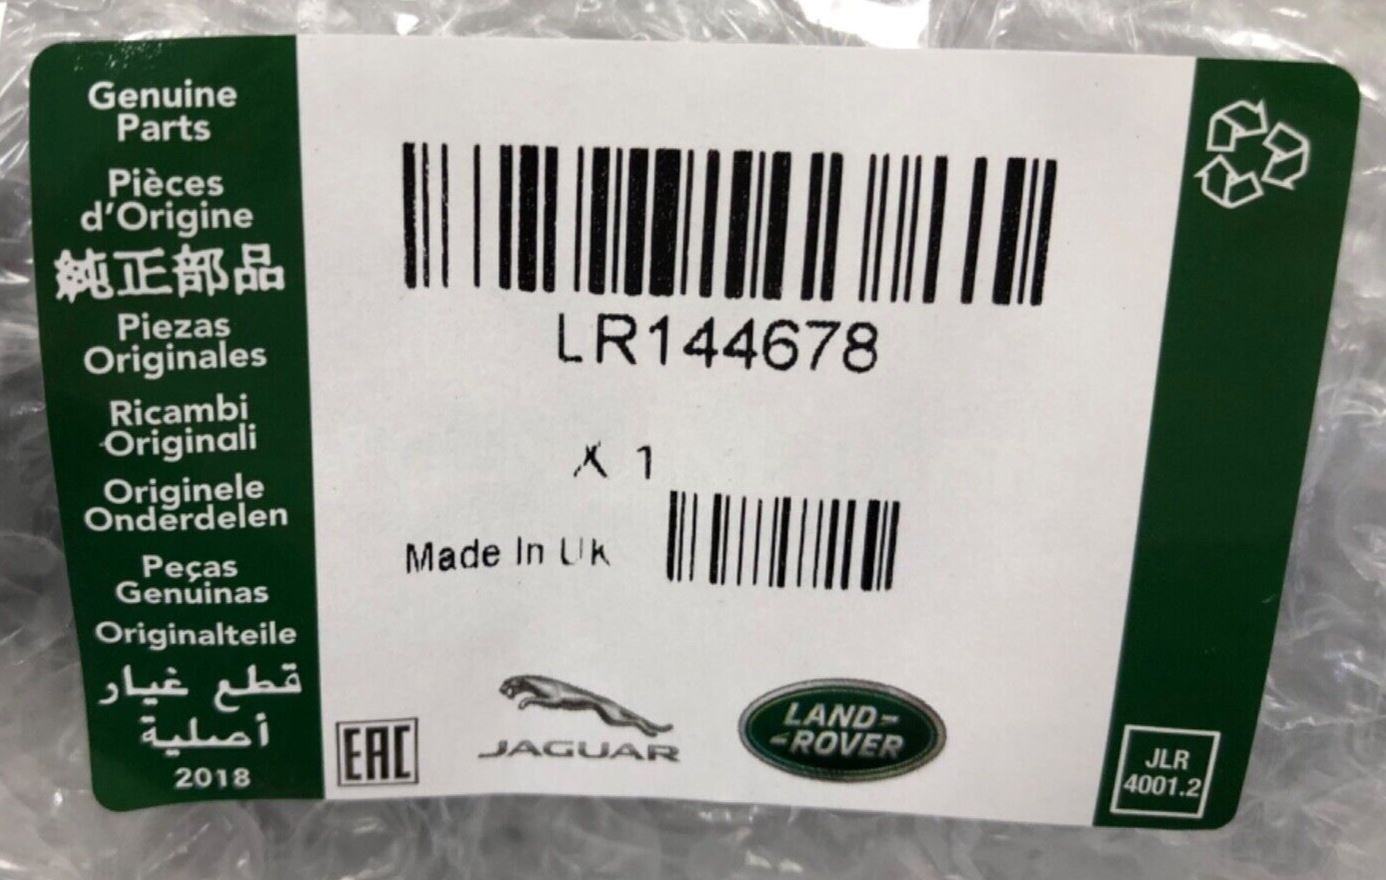 Genuine
Parts
Pièces
d'Origine
純正部品
Piezas
Originales
Ricambi
Originali
Originele
Onderdelen
Peças
Genuinas
Originalteile
قطع غيار
أصلية
2018
LR144678
X 1
Made In UK
EAC
JAGUAR
LAND-
-ROVER
JLR
4001.2